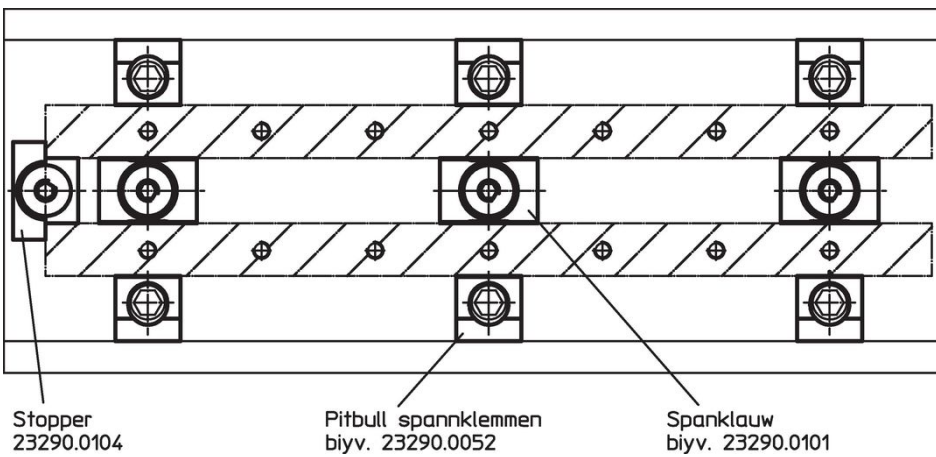 Stopper
23290.0104
Pitbull spannklemmen
biyv. 23290.0052
Spanklauw
biyv. 23290.0101